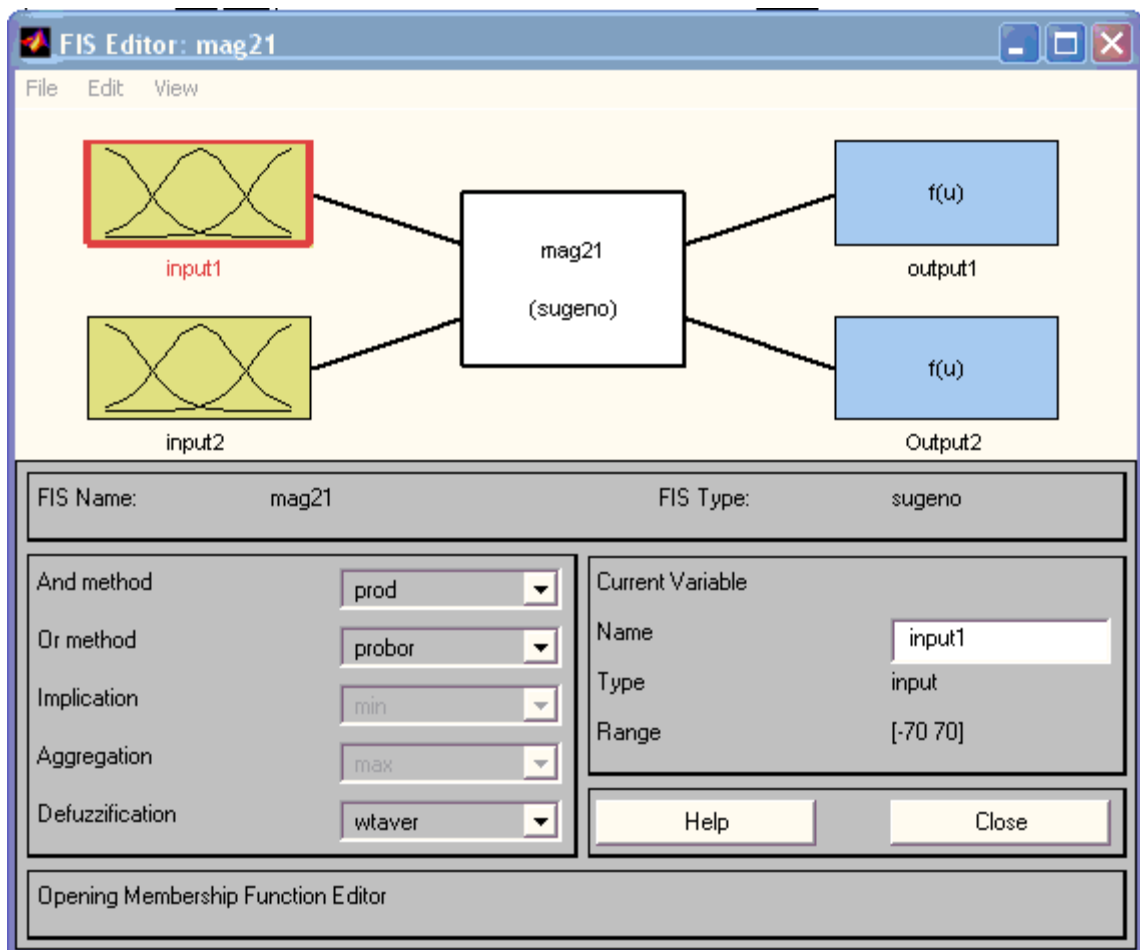 FIS Editor: mag21
File Edit View
f(u)
mag21
input1
output1
(sugeno)
f(u)
input2
Output2
FIS Name: mag21 FIS Type: sugeno
And method prod
Or method probor
Implication min
Aggregation max
Defuzzification wtaver
Current Variable
Name input1
Type input
Range [-70 70]
Help Close
Opening Membership Function Editor